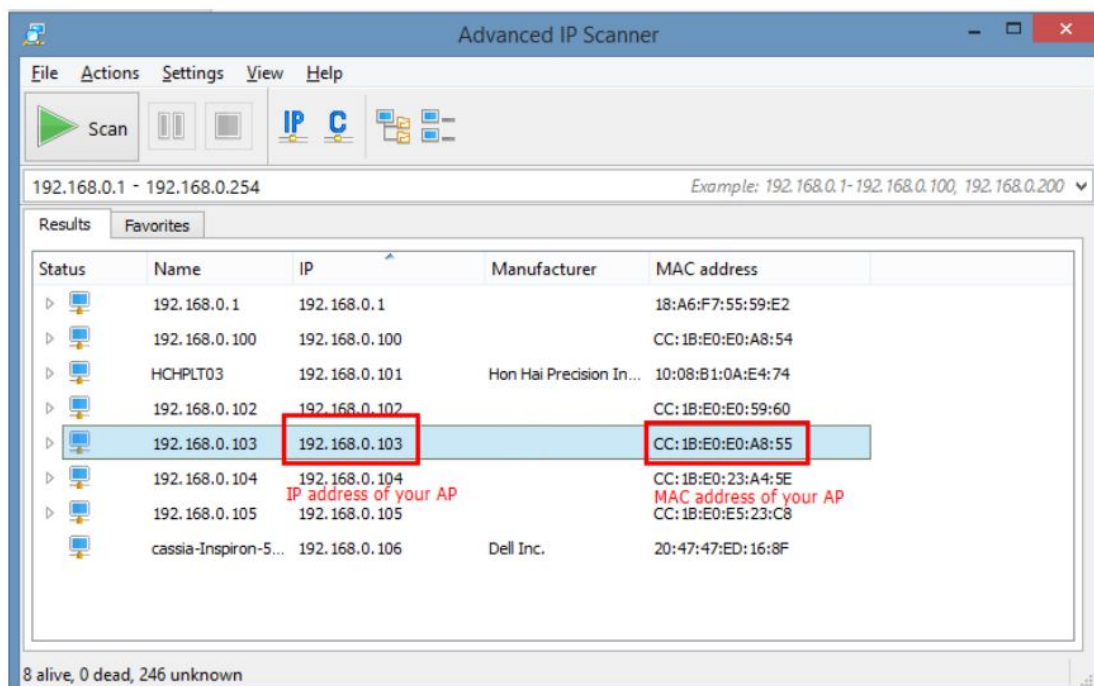 Advanced IP Scanner
File Actions Settings View Help
Scan IP C
192.168.0.1 - 192.168.0.254 Example: 192.168.0.1-192.168.0.100, 192.168.0.200
Results Favorites
Status Name IP Manufacturer MAC address
192.168.0.1 192.168.0.1 18:A6:F7:55:59:E2
192.168.0.100 192.168.0.100 CC:1B:E0:E0:A8:54
HCHPLT03 192.168.0.101 Hon Hai Precision In... 10:08:B1:0A:E4:74
192.168.0.102 192.168.0.102 CC:1B:E0:E0:59:60
192.168.0.103 192.168.0.103 CC:1B:E0:E0:A8:55
192.168.0.104 192.168.0.104 CC:1B:E0:23:A4:5E
IP address of your AP MAC address of your AP
192.168.0.105 192.168.0.105 CC:1B:E0:E5:23:C8
cassia-Inspiron-5... 192.168.0.106 Dell Inc. 20:47:47:ED:16:8F
8 alive, 0 dead, 246 unknown